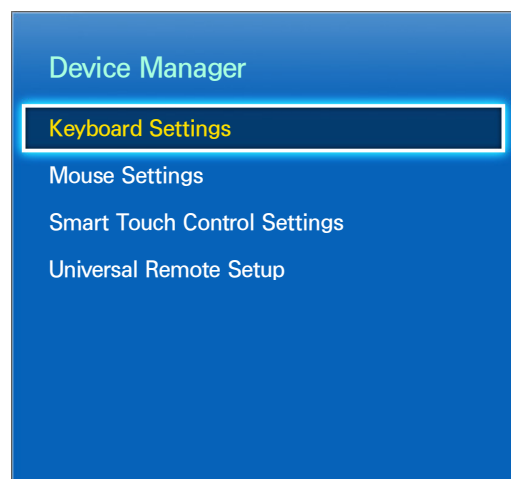 Device Manager
Keyboard Settings
Mouse Settings
Smart Touch Control Settings
Universal Remote Setup